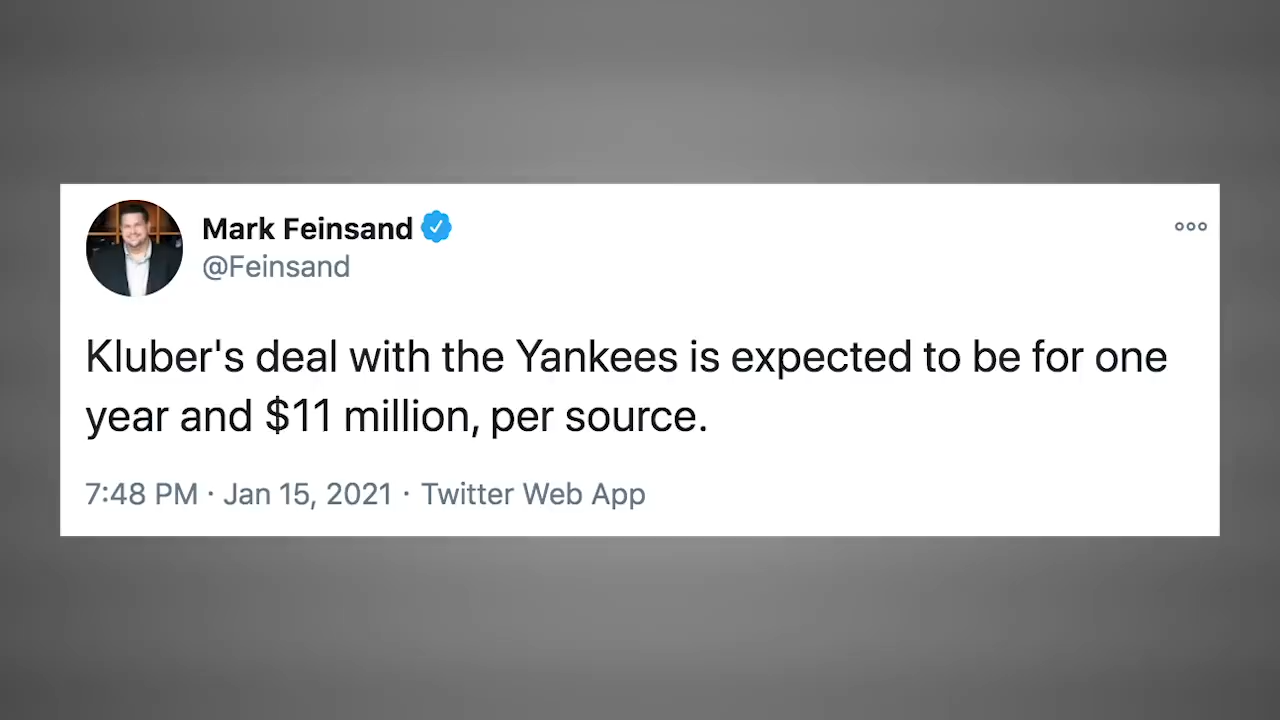 Mark Feinsand
@Feinsand
Kluber's deal with the Yankees is expected to be for one
year and $11 million, per source.
7:48 PM · Jan 15, 2021 · Twitter Web App